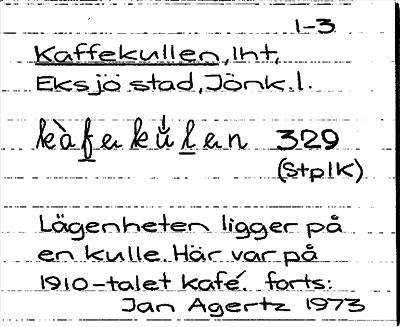 1-3
Kaffekullen, lht,
Eksjö stad, Jönk. l.
329
(StplK)
Lägenheten ligger på
en kulle. Här var på
1910-talet kafé. forts:
Jan Agertz 1973